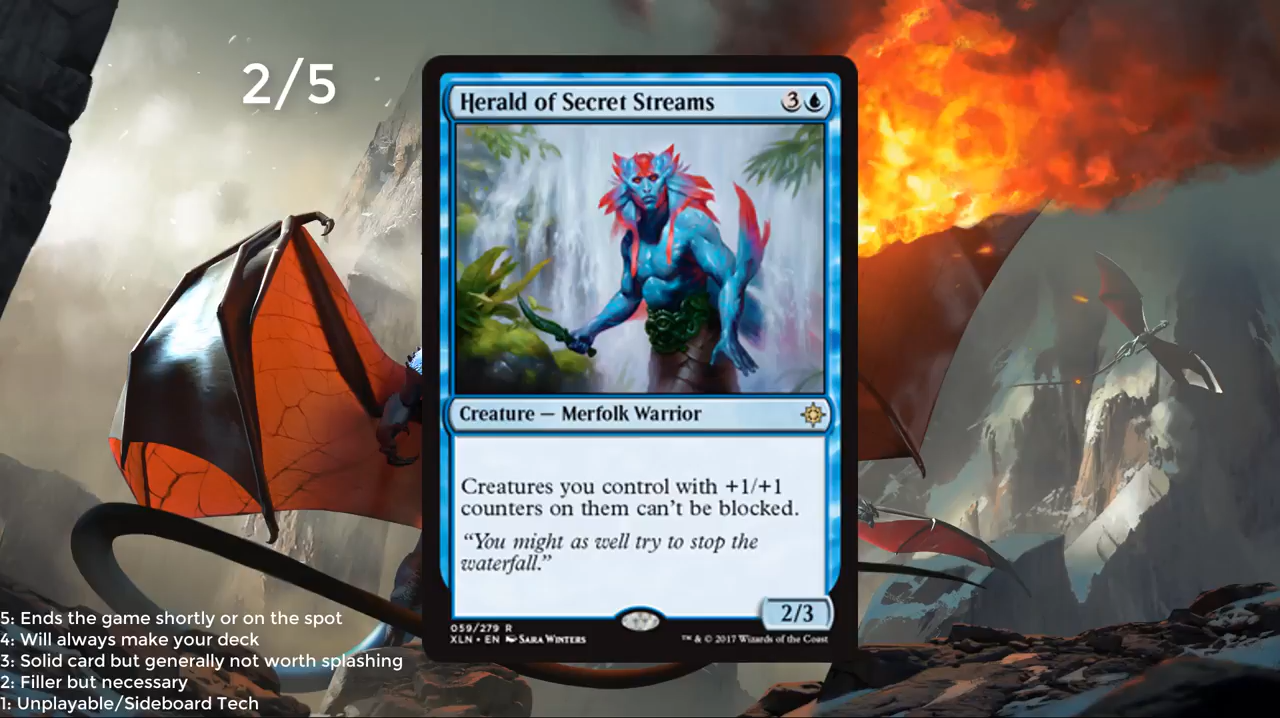 2/5
Herald of Secret Streams 3
Creature — Merfolk Warrior
Creatures you control with +1/+1
counters on them can't be blocked.
"You might as well try to stop the
waterfall."
2/3
059/279 R
XLN • EN SARA WINTERS
™ & © 2017 Wizards of the Coast
5: Ends the game shortly or on the spot
4: Will always make your deck
3: Solid card but generally not worth splashing
2: Filler but necessary
1: Unplayable/Sideboard Tech